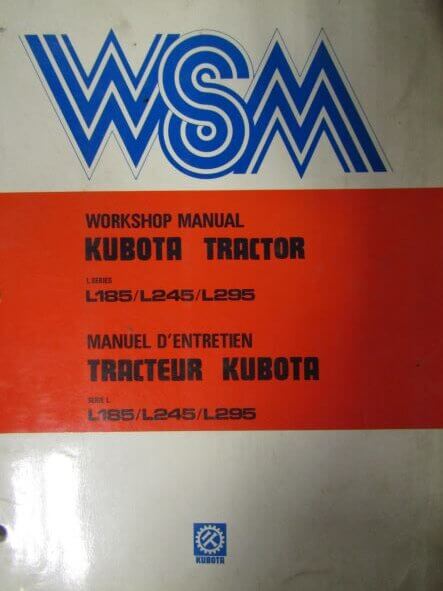 WSM
WORKSHOP MANUAL
KUBOTA TRACTOR
L SERIES
L185/L245/L295
MANUEL D'ENTRETIEN
TRACTEUR KUBOTA
SERIE L
L185/L245/L295
KUBOTA